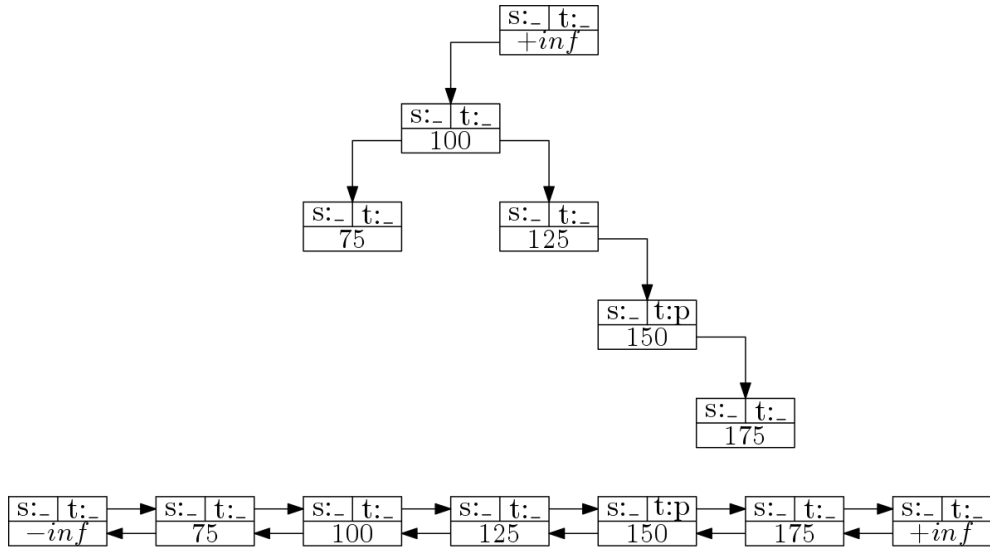 s:_ t:_
+inf
s:_ t:_
100
s:_ t:_ s:_ t:_
75 125
s:_ t:p
150
s:_ t:_
175
s:_ t:_ s:_ t:_ s:_ t:_ s:_ t:_ s:_ t:p s:_ t:_ s:_ t:_
−inf 75 100 125 150 175 +inf